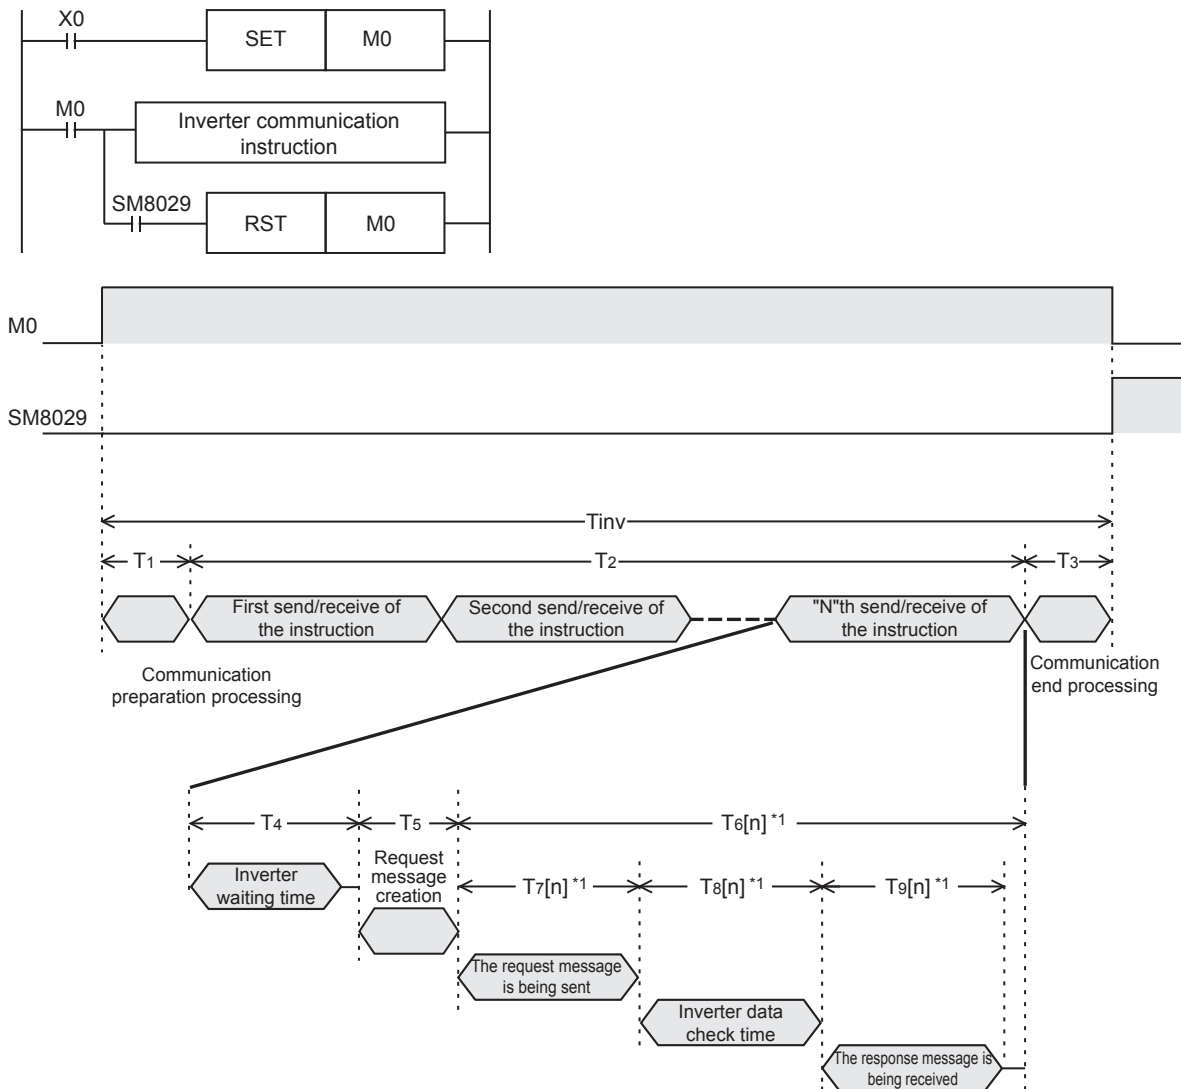 X0
SET M0
M0
Inverter communication
instruction
SM8029
RST M0
M0
SM8029
Tinv
T1 T2 T3
First send/receive of
the instruction
Second send/receive of
the instruction
"N"th send/receive of
the instruction
Communication
preparation processing
Communication
end processing
T4 T5 T6[n] *1
Inverter
waiting time
Request
message
creation
T7[n] *1 T8[n] *1 T9[n] *1
The request message
is being sent
Inverter data
check time
The response message is
being received